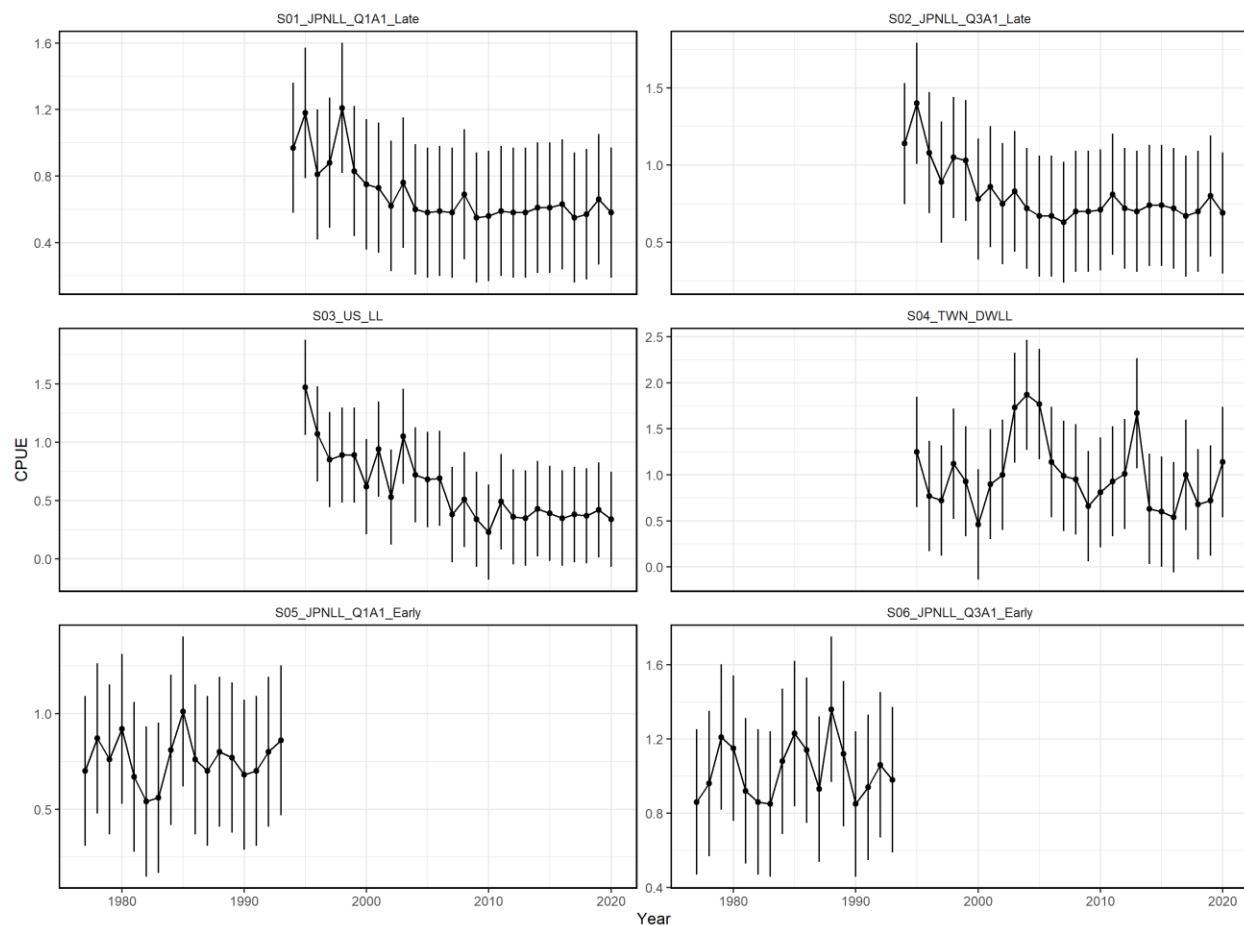 S01_JPNLL_Q1A1_Late
S02_JPNLL_Q3A1_Late
1.6
1.2
0.8
0.4
1.5
1.0
0.5
S03_US_LL
S04_TWN_DWLL
1.5
1.0
0.5
0.0
2.5
2.0
1.5
1.0
0.5
0.0
CPUE
S05_JPNLL_Q1A1_Early
S06_JPNLL_Q3A1_Early
1.0
0.5
1.6
1.2
0.8
0.4
1980 1990 2000 2010 2020
1980 1990 2000 2010 2020
Year